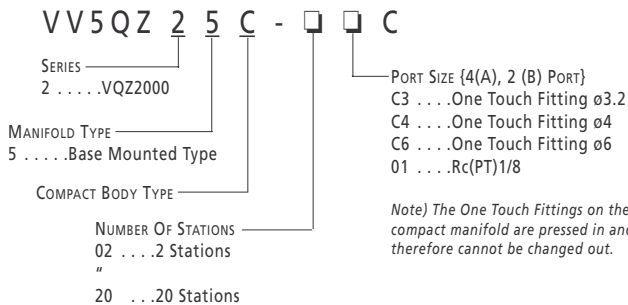 VV5QZ 2 5 C - ❏ ❏ C
SERIES
2 . . . . .VQZ2000
MANIFOLD TYPE
5 . . . . .Base Mounted Type
COMPACT BODY TYPE
NUMBER OF STATIONS
02 . . . .2 Stations
"
20 . . .20 Stations
PORT SIZE {4(A), 2 (B) PORT}
C3 . . . .One Touch Fitting ø3.2
C4 . . . .One Touch Fitting ø4
C6 . . . .One Touch Fitting ø6
01 . . . .Rc(PT)1/8
Note) The One Touch Fittings on the
compact manifold are pressed in and
therefore cannot be changed out.